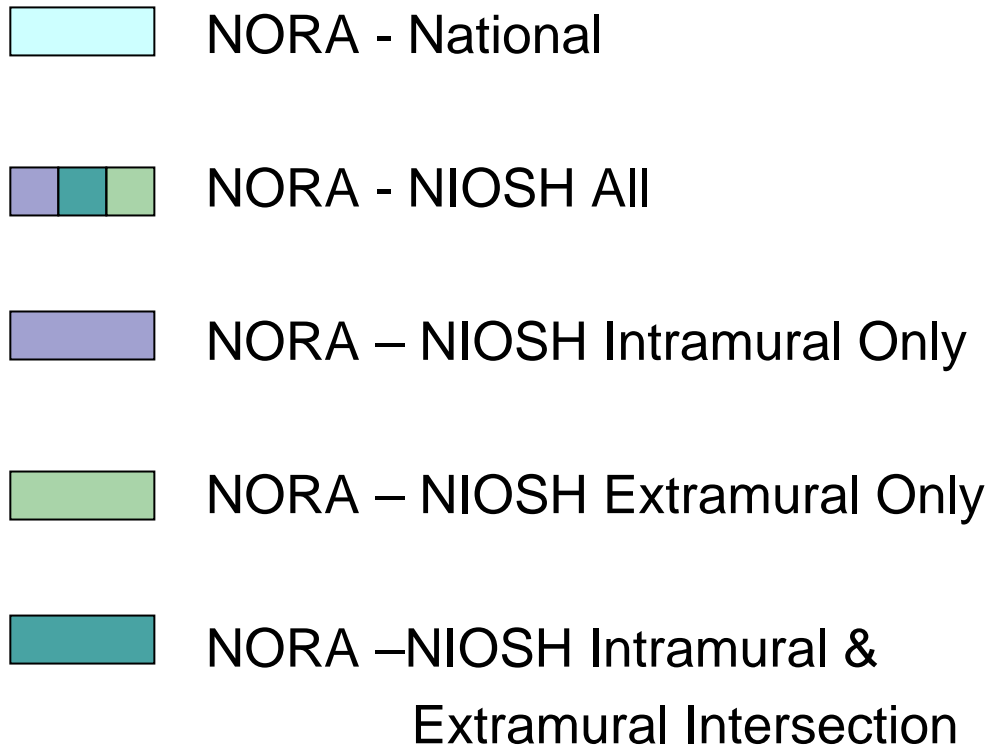 NORA - National
NORA - NIOSH All
NORA – NIOSH Intramural Only
NORA – NIOSH Extramural Only
NORA –NIOSH Intramural &
Extramural Intersection